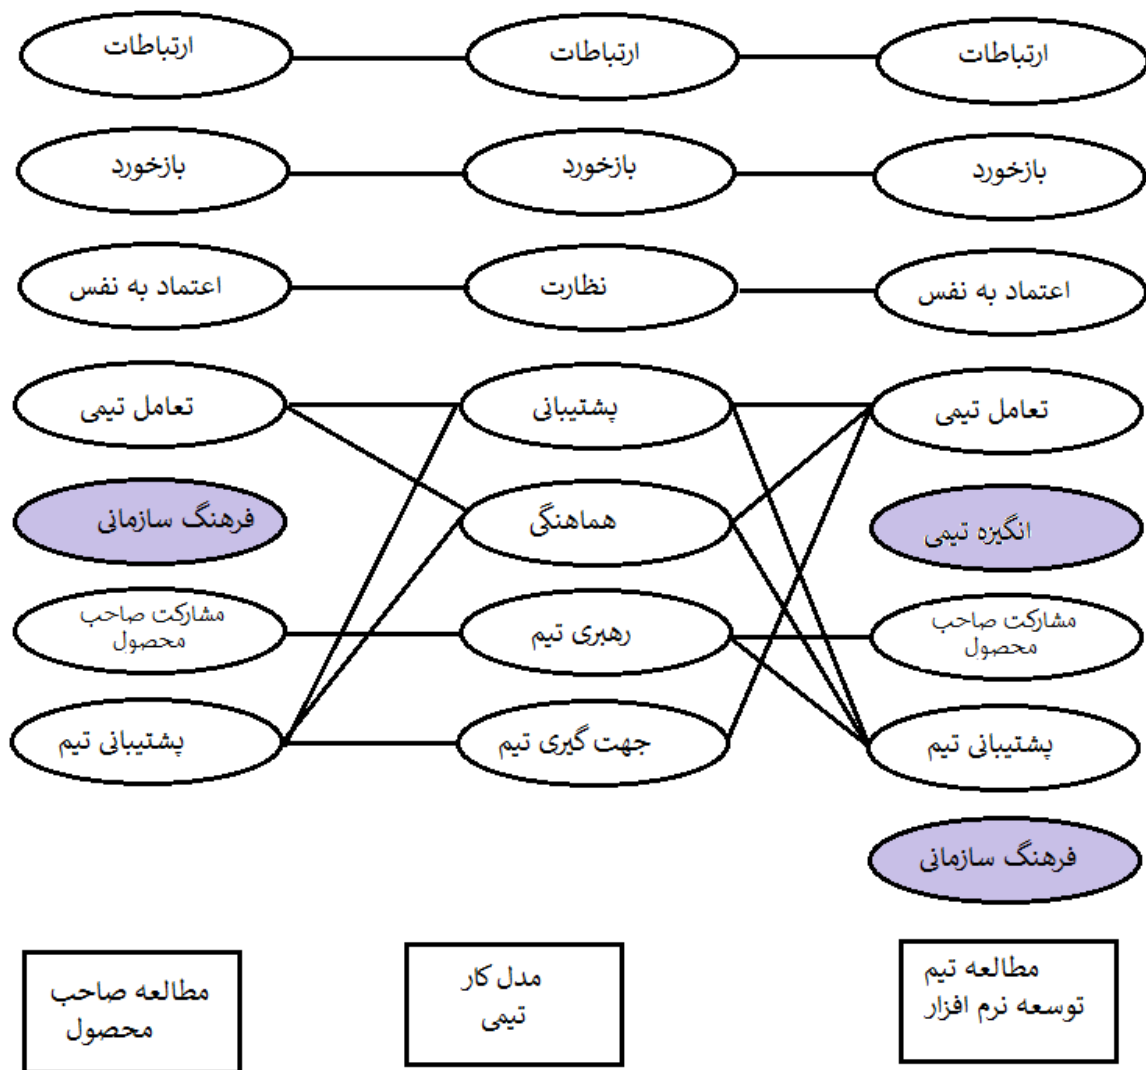 ارتباطات
ارتباطات
ارتباطات
بازخورد
بازخورد
بازخورد
اعتماد به نفس
نظارت
اعتماد به نفس
تعامل تیمی
پشتیبانی
تعامل تیمی
انگیزه تیمی
هماهنگی
فرهنگ سازمانی
مشارکت صاحب
محصول
رهبری تیم
مشارکت صاحب
محصول
پشتیبانی تیم
جهت گیری تیم
پشتیبانی تیم
فرهنگ سازمانی
مطالعه تیم
توسعه نرم افزار
مدل کار
تیمی
مطالعه صاحب
محصول